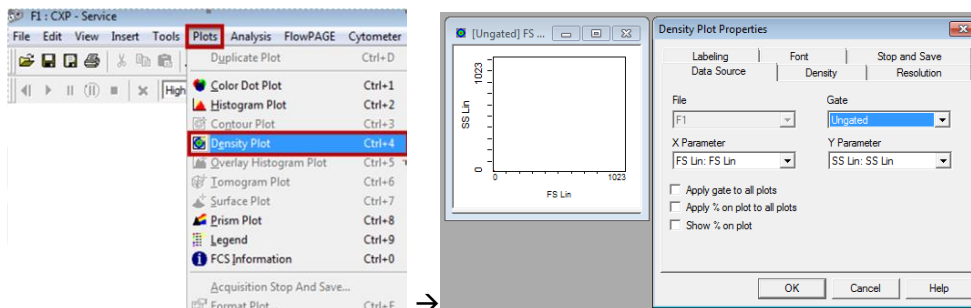 F1 : CXP - Service
File Edit View Insert Tools Plots Analysis FlowPAGE Cytometer
High
Duplicate Plot Ctrl+D
Color Dot Plot Ctrl+1
Histogram Plot Ctrl+2
Contour Plot Ctrl+3
Density Plot Ctrl+4
Overlay Histogram Plot Ctrl+5
Tomogram Plot Ctrl+6
Surface Plot Ctrl+7
Prism Plot Ctrl+8
Legend Ctrl+9
FCS Information Ctrl+0
Acquisition Stop And Save...
Format Plot... Ctrl+F
→
[Ungated] FS ...
1023
SS Lin
0
0 1023
FS Lin
Density Plot Properties
Labeling Font Stop and Save
Data Source Density Resolution
File Gate
F1 Ungated
X Parameter Y Parameter
FS Lin: FS Lin SS Lin: SS Lin
Apply gate to all plots
Apply % on plot to all plots
Show % on plot
OK Cancel Help